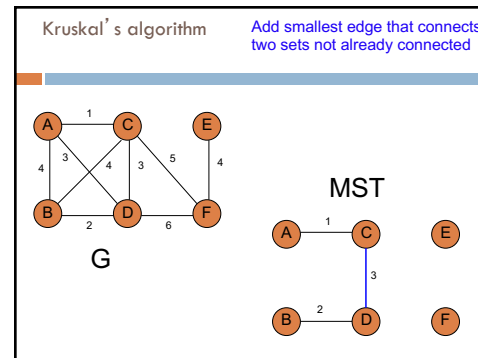 Kruskal's algorithm
Add smallest edge that connects
two sets not already connected
A 1 C E
4 3 4 3 5 4
B 2 D 6 F
G
MST
A 1 C E
3
B 2 D F